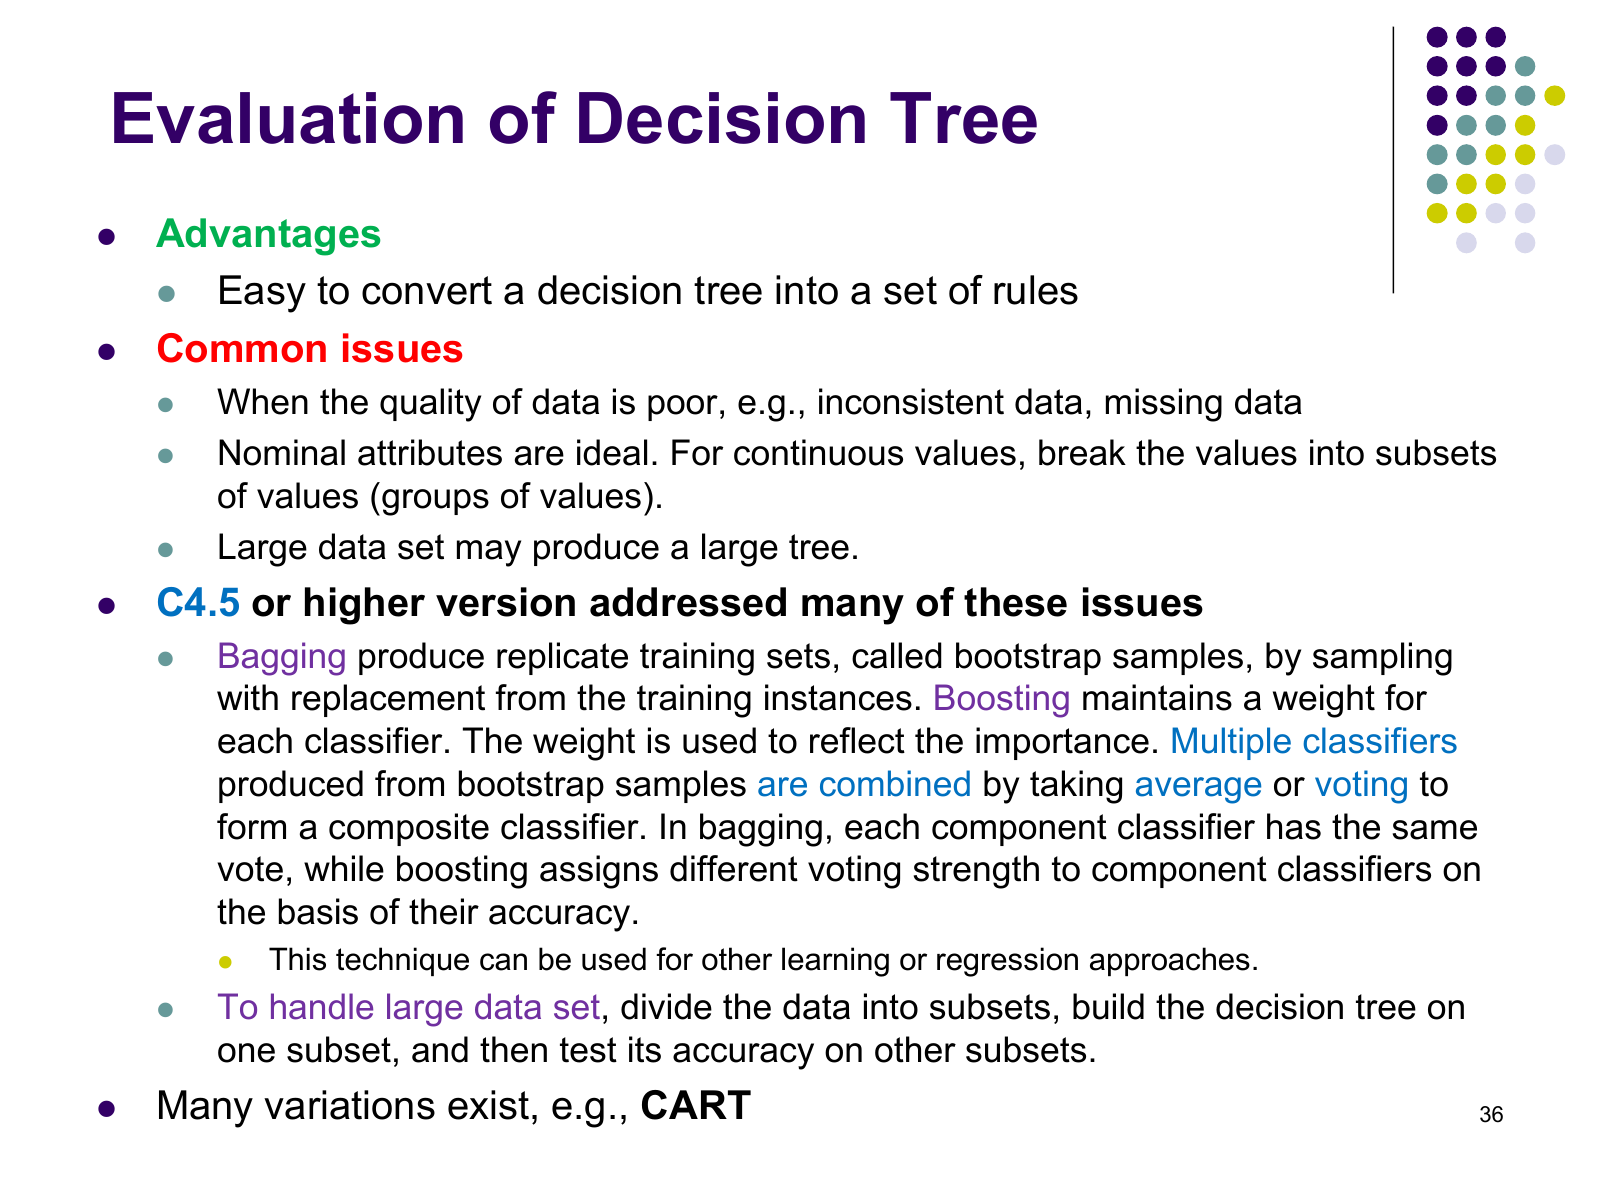 Evaluation of Decision Tree
Advantages
Easy to convert a decision tree into a set of rules
Common issues
When the quality of data is poor, e.g., inconsistent data, missing data
Nominal attributes are ideal. For continuous values, break the values into subsets
of values (groups of values).
Large data set may produce a large tree.
C4.5 or higher version addressed many of these issues
Bagging produce replicate training sets, called bootstrap samples, by sampling
with replacement from the training instances. Boosting maintains a weight for
each classifier. The weight is used to reflect the importance. Multiple classifiers
produced from bootstrap samples are combined by taking average or voting to
form a composite classifier. In bagging, each component classifier has the same
vote, while boosting assigns different voting strength to component classifiers on
the basis of their accuracy.
This technique can be used for other learning or regression approaches.
To handle large data set, divide the data into subsets, build the decision tree on
one subset, and then test its accuracy on other subsets.
Many variations exist, e.g., CART
36